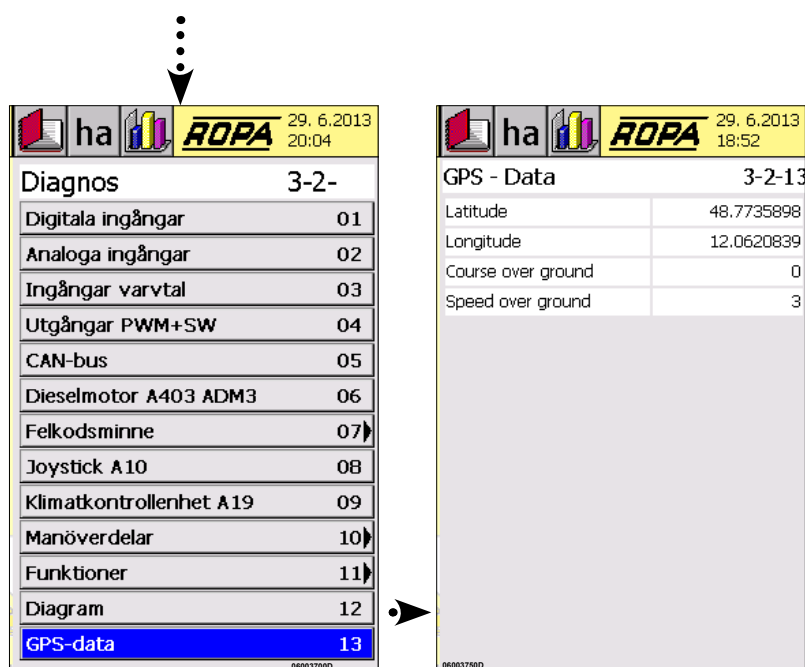 ha ROPA 29. 6.2013
20:04
Diagnos 3-2-
Digitala ingångar 01
Analoga ingångar 02
Ingångar varvtal 03
Utgångar PWM+SW 04
CAN-bus 05
Dieselmotor A403 ADM3 06
Felkodsminne 07
Joystick A10 08
Klimatkontrollenhet A19 09
Manöverdelar 10
Funktioner 11
Diagram 12
GPS-data 13
06003700D
ha ROPA 29. 6.2013
18:52
GPS - Data 3-2-13
Latitude 48.7735898
Longitude 12.0620839
Course over ground 0
Speed over ground 3
06003750D